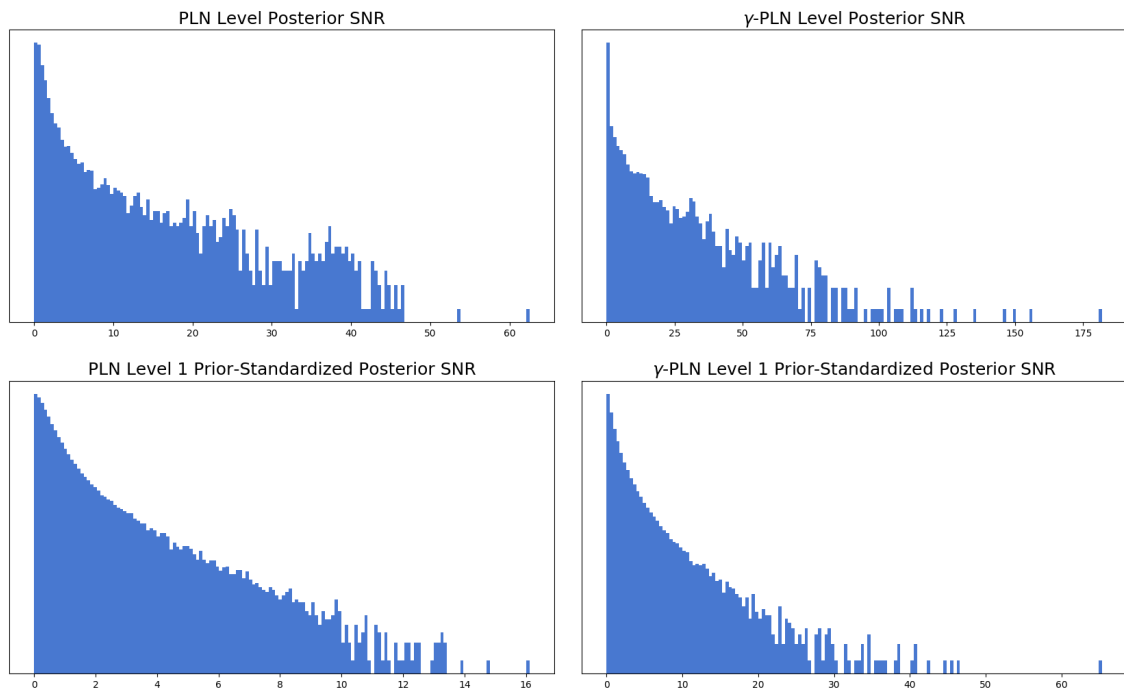 PLN Level Posterior SNR
0 10 20 30 40 50 60
γ-PLN Level Posterior SNR
0 25 50 75 100 125 150 175
PLN Level 1 Prior-Standardized Posterior SNR
0 2 4 6 8 10 12 14 16
γ-PLN Level 1 Prior-Standardized Posterior SNR
0 10 20 30 40 50 60